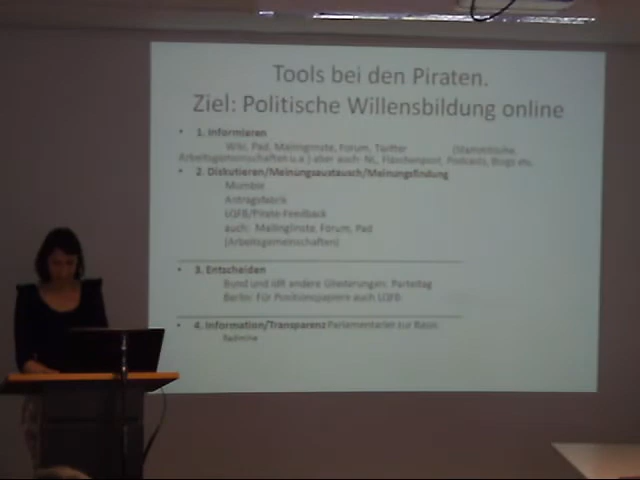 Tools bei den Piraten.
Ziel: Politische Willensbildung online
• 1. Informieren
Wiki, Pad, Mailingliste, Forum, Twitter (Stammtische,
Arbeitsgemeinschaften u.a.) aber auch: NL, Flaschenpost, Podcasts, Blogs etc.
• 2. Diskutieren/Meinungsaustausch/Meinungsfindung
Mumble
Antragsfabrik
LQFB/Pirate Feedback
auch: Mailingliste, Forum, Pad
(Arbeitsgemeinschaften)
• 3. Entscheiden
Bund und oft andere Gliederungen: Parteitag
Berlin: Für Positionspapiere auch LQFB
• 4. Information/Transparenz Parlamentarier zur Basis
Redmine